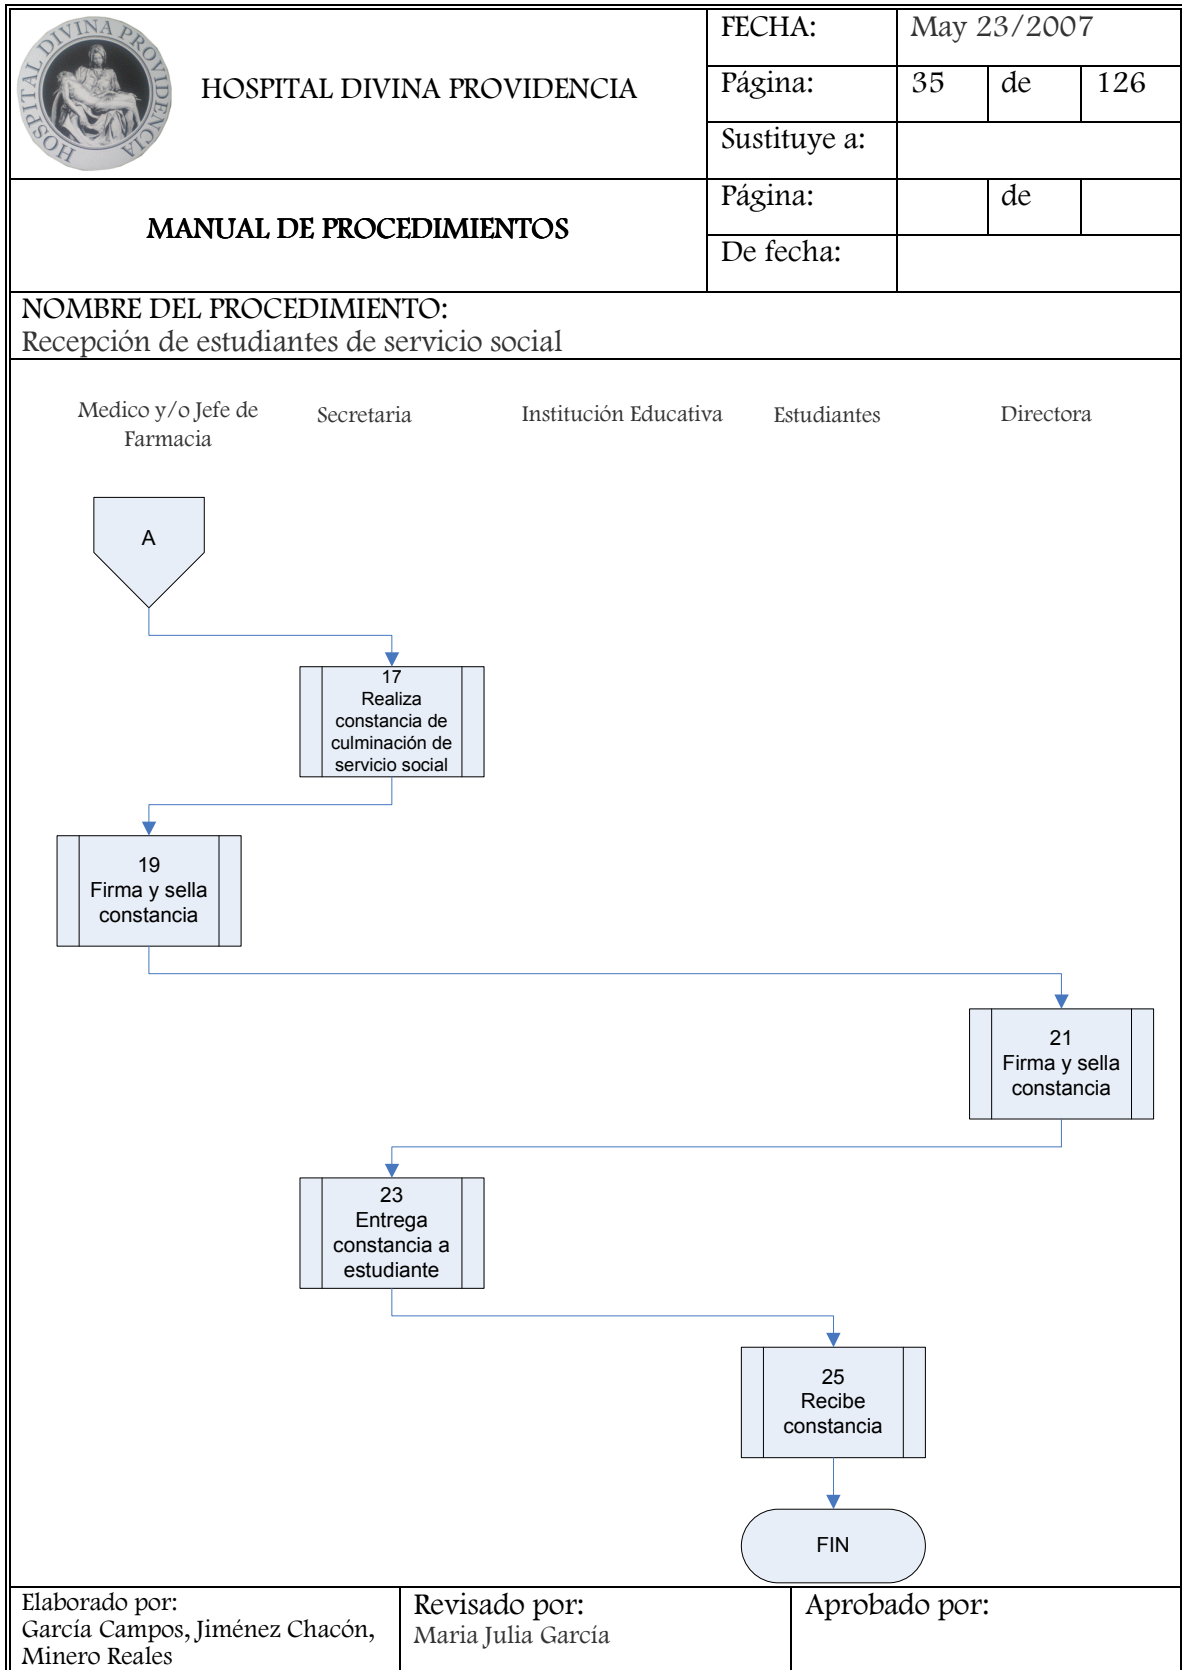 HOSPITAL DIVINA PROVIDENCIA
HOSPITAL DIVINA PROVIDENCIA
FECHA: May 23/2007
Página: 35 de 126
Sustituye a:
MANUAL DE PROCEDIMIENTOS
Página: de
De fecha:
NOMBRE DEL PROCEDIMIENTO:
Recepción de estudiantes de servicio social
Medico y/o Jefe de
Farmacia
Secretaria
Institución Educativa
Estudiantes
Directora
A
17
Realiza
constancia de
culminación de
servicio social
19
Firma y sella
constancia
21
Firma y sella
constancia
23
Entrega
constancia a
estudiante
25
Recibe
constancia
FIN
Elaborado por:
García Campos, Jiménez Chacón,
Minero Reales
Revisado por:
Maria Julia García
Aprobado por: